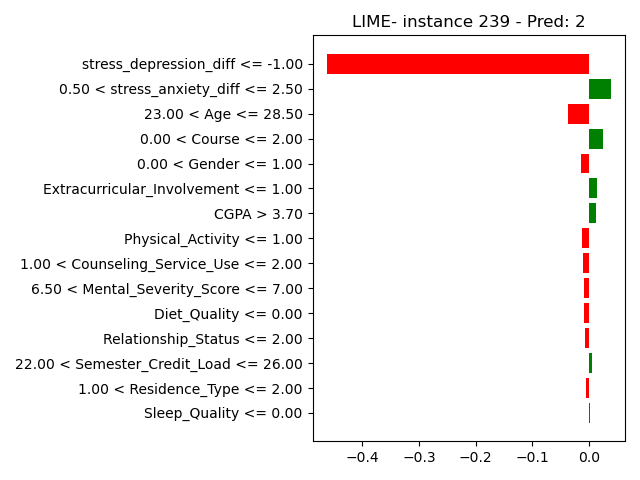 LIME- instance 239 - Pred: 2
stress_depression_diff <= -1.00
0.50 < stress_anxiety_diff <= 2.50
23.00 < Age <= 28.50
0.00 < Course <= 2.00
0.00 < Gender <= 1.00
Extracurricular_Involvement <= 1.00
CGPA > 3.70
Physical_Activity <= 1.00
1.00 < Counseling_Service_Use <= 2.00
6.50 < Mental_Severity_Score <= 7.00
Diet_Quality <= 0.00
Relationship_Status <= 2.00
22.00 < Semester_Credit_Load <= 26.00
1.00 < Residence_Type <= 2.00
Sleep_Quality <= 0.00
−0.4 −0.3 −0.2 −0.1 0.0